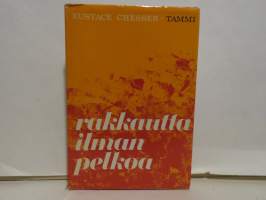 EUSTACE CHESSER TAMMI
rakkautta
ilman
pelkoa